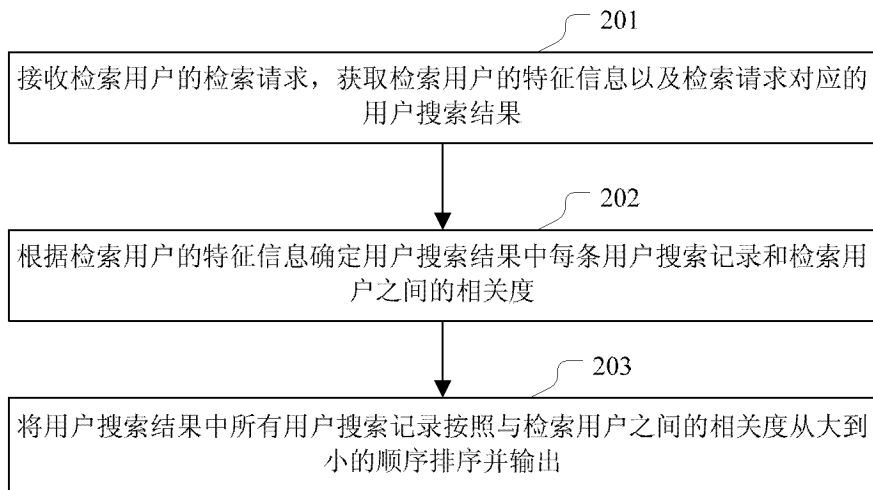 201
接收检索用户的检索请求，获取检索用户的特征信息以及检索请求对应的
用户搜索结果
202
根据检索用户的特征信息确定用户搜索结果中每条用户搜索记录和检索用
户之间的相关度
203
将用户搜索结果中所有用户搜索记录按照与检索用户之间的相关度从大到
小的顺序排序并输出